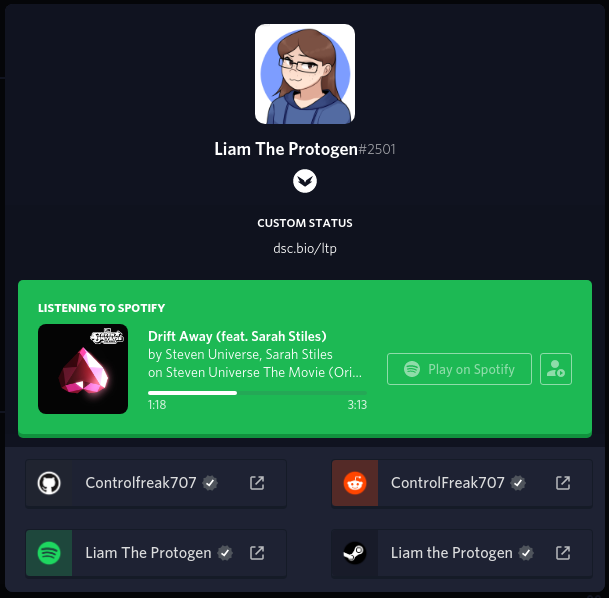 Liam The Protogen#2501
CUSTOM STATUS
dsc.bio/ltp
LISTENING TO SPOTIFY
STEVEN UNIVERSE
Drift Away (feat. Sarah Stiles)
by Steven Universe, Sarah Stiles
on Steven Universe The Movie (Ori...
1:18 3:13
Play on Spotify
Controlfreak707
ControlFreak707
Liam The Protogen
Liam the Protogen